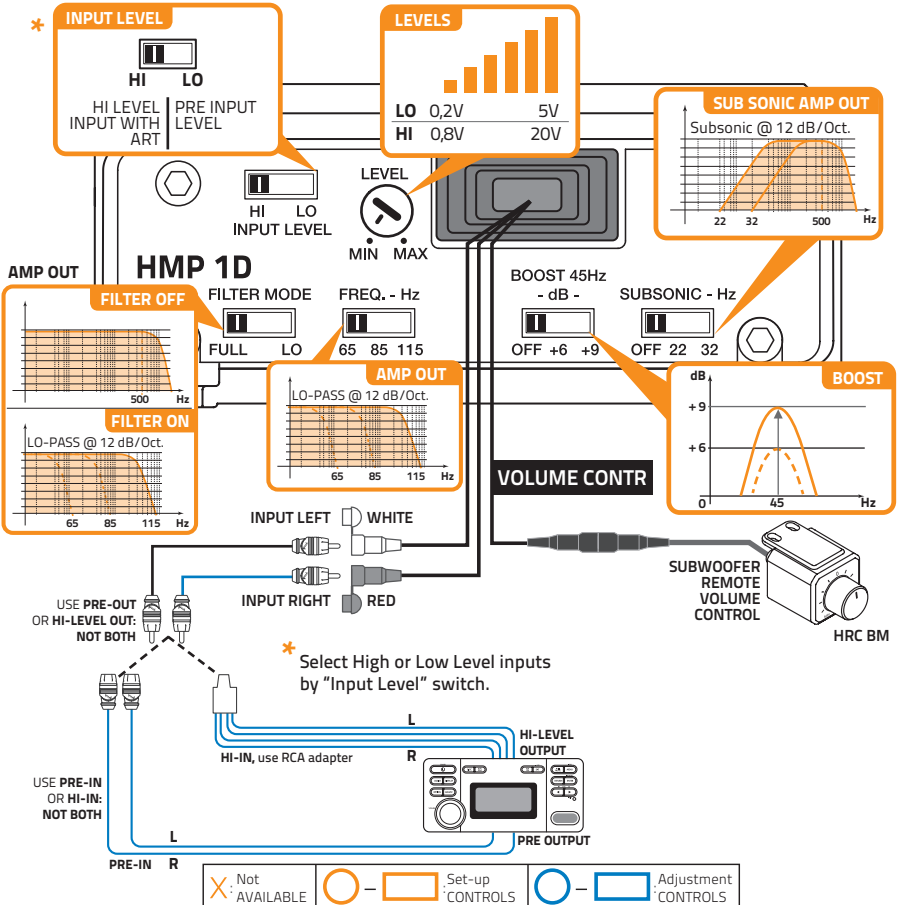 *
INPUT LEVEL
HI LO
HI LEVEL INPUT WITH ART
PRE INPUT LEVEL
LEVELS
LO 0,2V 5V
HI 0,8V 20V
SUB SONIC AMP OUT
Subsonic @ 12 dB/Oct.
22 32 500 Hz
HI LO
INPUT LEVEL
LEVEL
MIN MAX
HMP 1D
AMP OUT
FILTER OFF
500 Hz
FILTER ON
LO-PASS @ 12 dB/Oct.
65 85 115 Hz
FILTER MODE
FULL LO
FREQ. - Hz
65 85 115
AMP OUT
LO-PASS @ 12 dB/Oct.
65 85 115 Hz
BOOST 45Hz
- dB -
OFF +6 +9
SUBSONIC - Hz
OFF 22 32
BOOST
dB
+9
+6
0 45 Hz
VOLUME CONTR
INPUT LEFT WHITE
INPUT RIGHT RED
SUBWOOFER
REMOTE
VOLUME
CONTROL
HRC BM
USE PRE-OUT
OR HI-LEVEL OUT:
NOT BOTH
* Select High or Low Level inputs
by "Input Level" switch.
L
R
HI-LEVEL
OUTPUT
HI-IN, use RCA adapter
USE PRE-IN
OR HI-IN:
NOT BOTH
L
PRE-IN R
PRE OUTPUT
X: Not AVAILABLE
– : Set-up CONTROLS
– : Adjustment CONTROLS